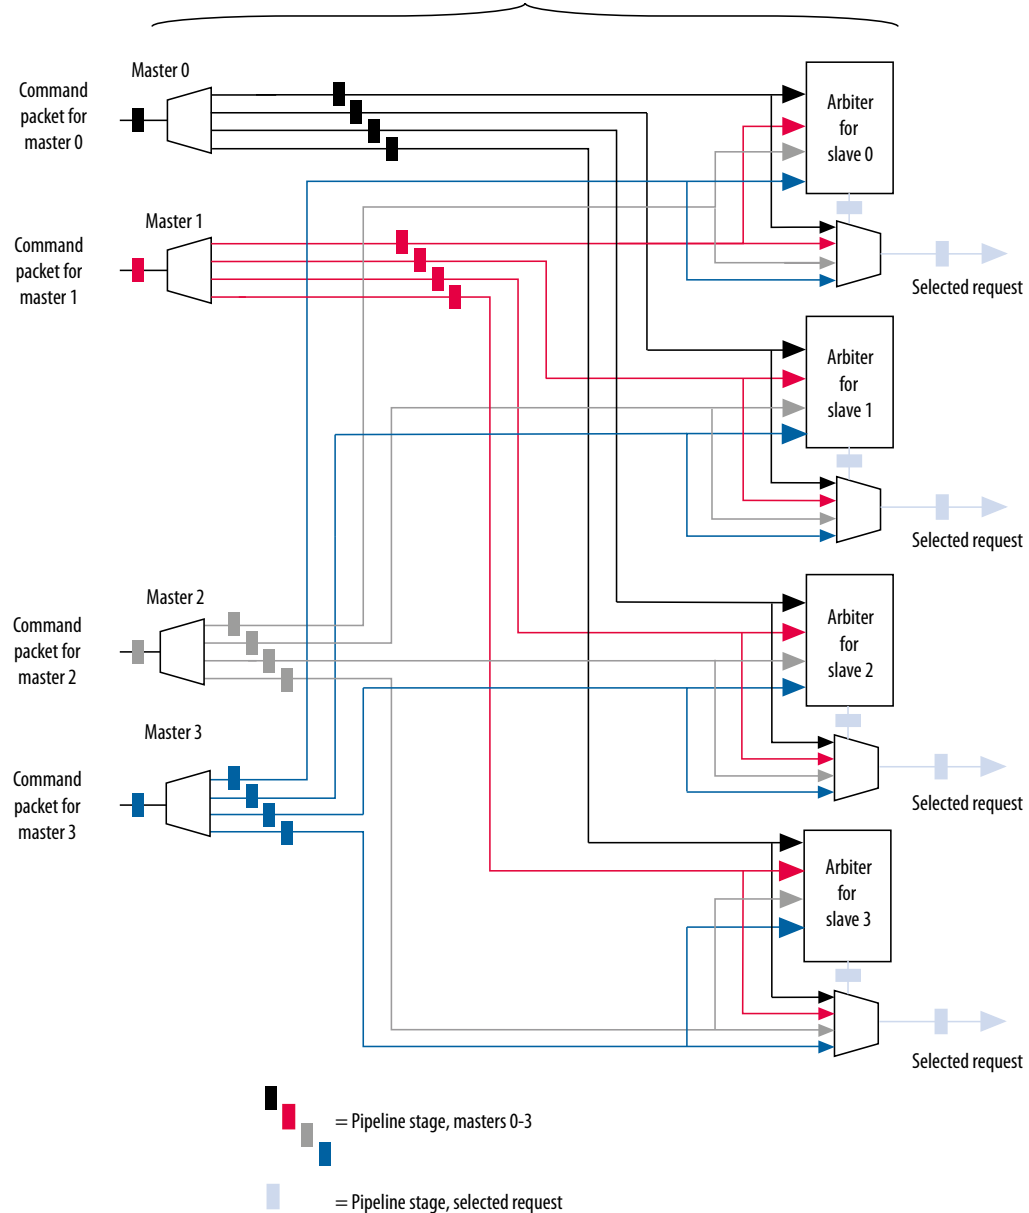 Master 0
Command
packet for
master 0
Arbiter
for
slave 0
Master 1
Command
packet for
master 1
Selected request
Arbiter
for
slave 1
Selected request
Master 2
Command
packet for
master 2
Arbiter
for
slave 2
Master 3
Command
packet for
master 3
Selected request
Arbiter
for
slave 3
Selected request
= Pipeline stage, masters 0-3
= Pipeline stage, selected request